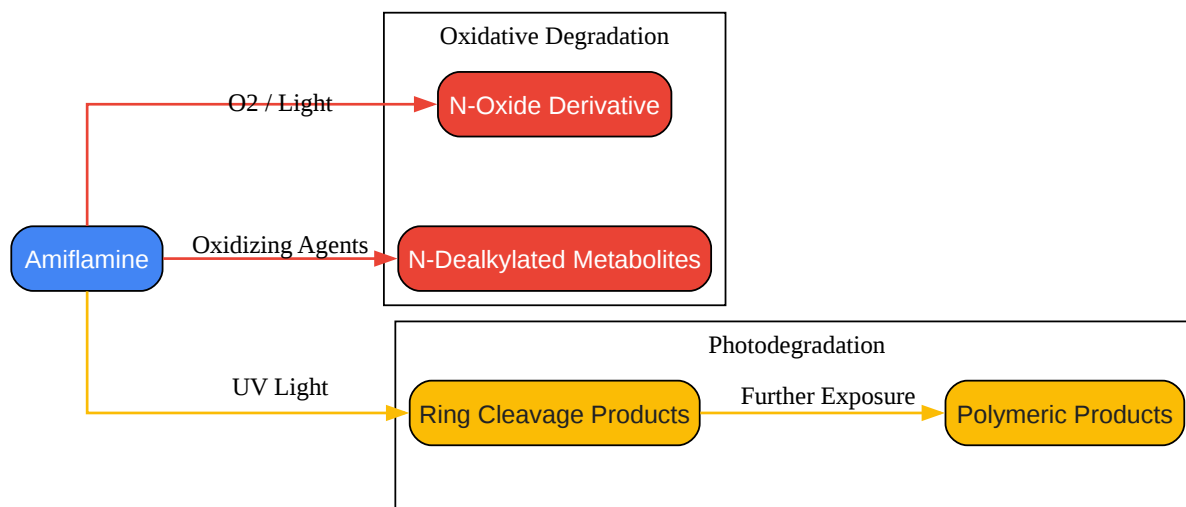 Oxidative Degradation
O2 / Light
N-Oxide Derivative
Amiflamine
Oxidizing Agents
N-Dealkylated Metabolites
Photodegradation
UV Light
Ring Cleavage Products
Further Exposure
Polymeric Products